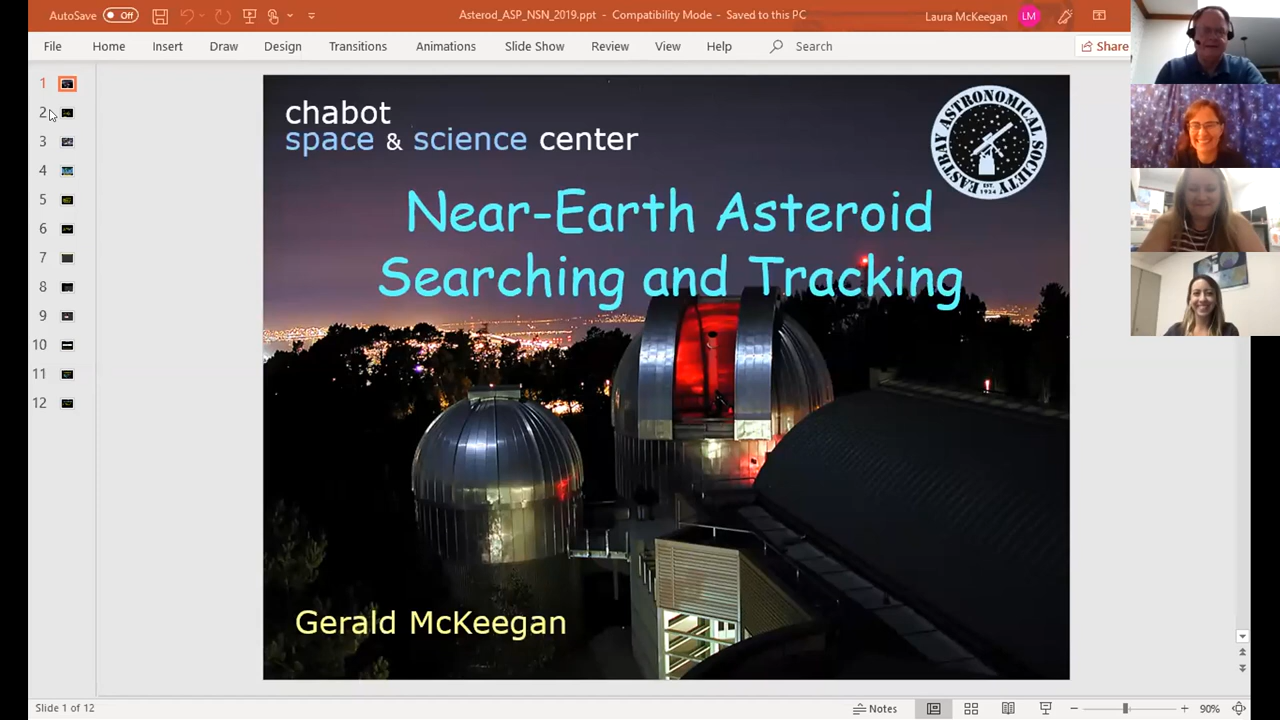 AutoSave Off
Asterod_ASP_NSN_2019.ppt - Compatibility Mode - Saved to this PC
Laura McKeegan LM
File Home Insert Draw Design Transitions Animations Slide Show Review View Help Search Share
1
2
3
4
5
6
7
8
9
10
11
12
chabot
space & science center
EASTBAY ASTRONOMICAL SOCIETY
EST.
1924
Near-Earth Asteroid
Searching and Tracking
Gerald McKeegan
Slide 1 of 12
Notes
90%